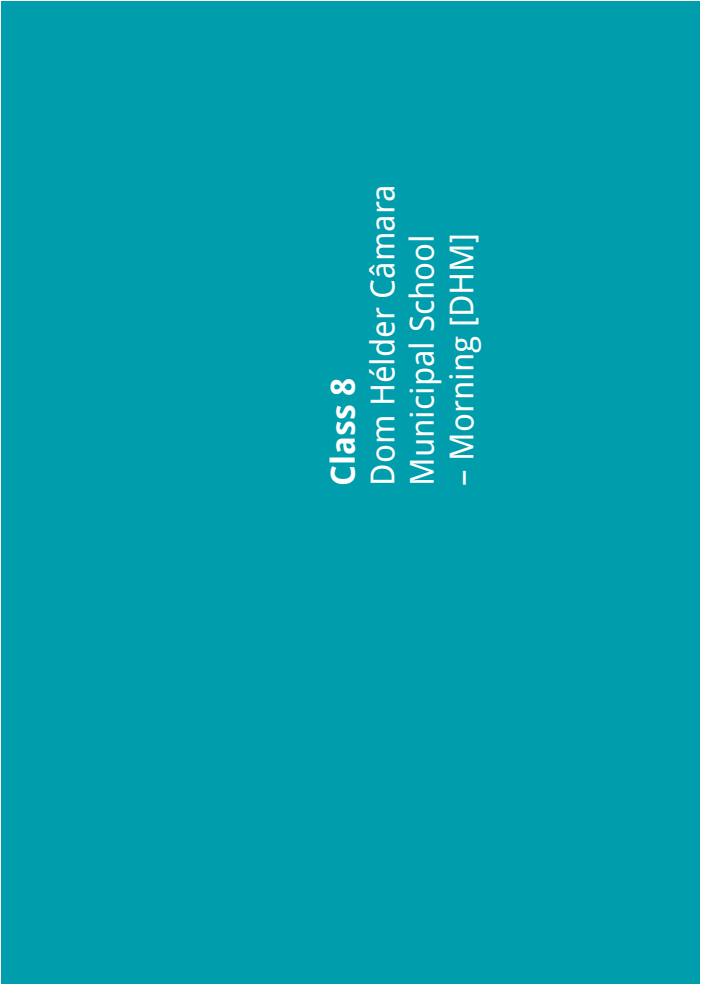 Class 8
Dom Hélder Câmara
Municipal School
– Morning [DHM]